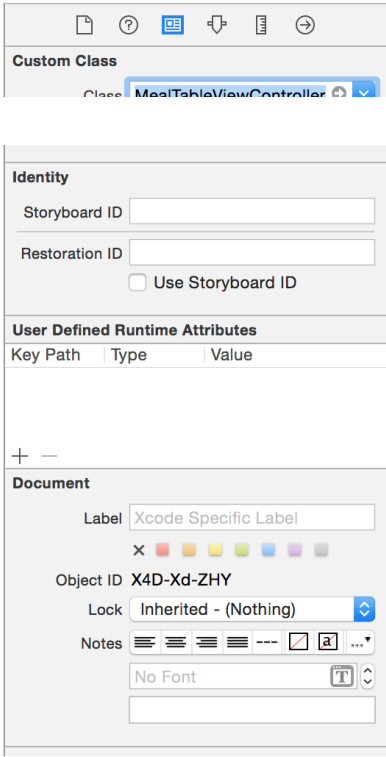 Custom Class
Class MealTableViewController
Identity
Storyboard ID
Restoration ID
Use Storyboard ID
User Defined Runtime Attributes
Key Path Type Value
Document
Label Xcode Specific Label
Object ID X4D-Xd-ZHY
Lock Inherited - (Nothing)
Notes
No Font